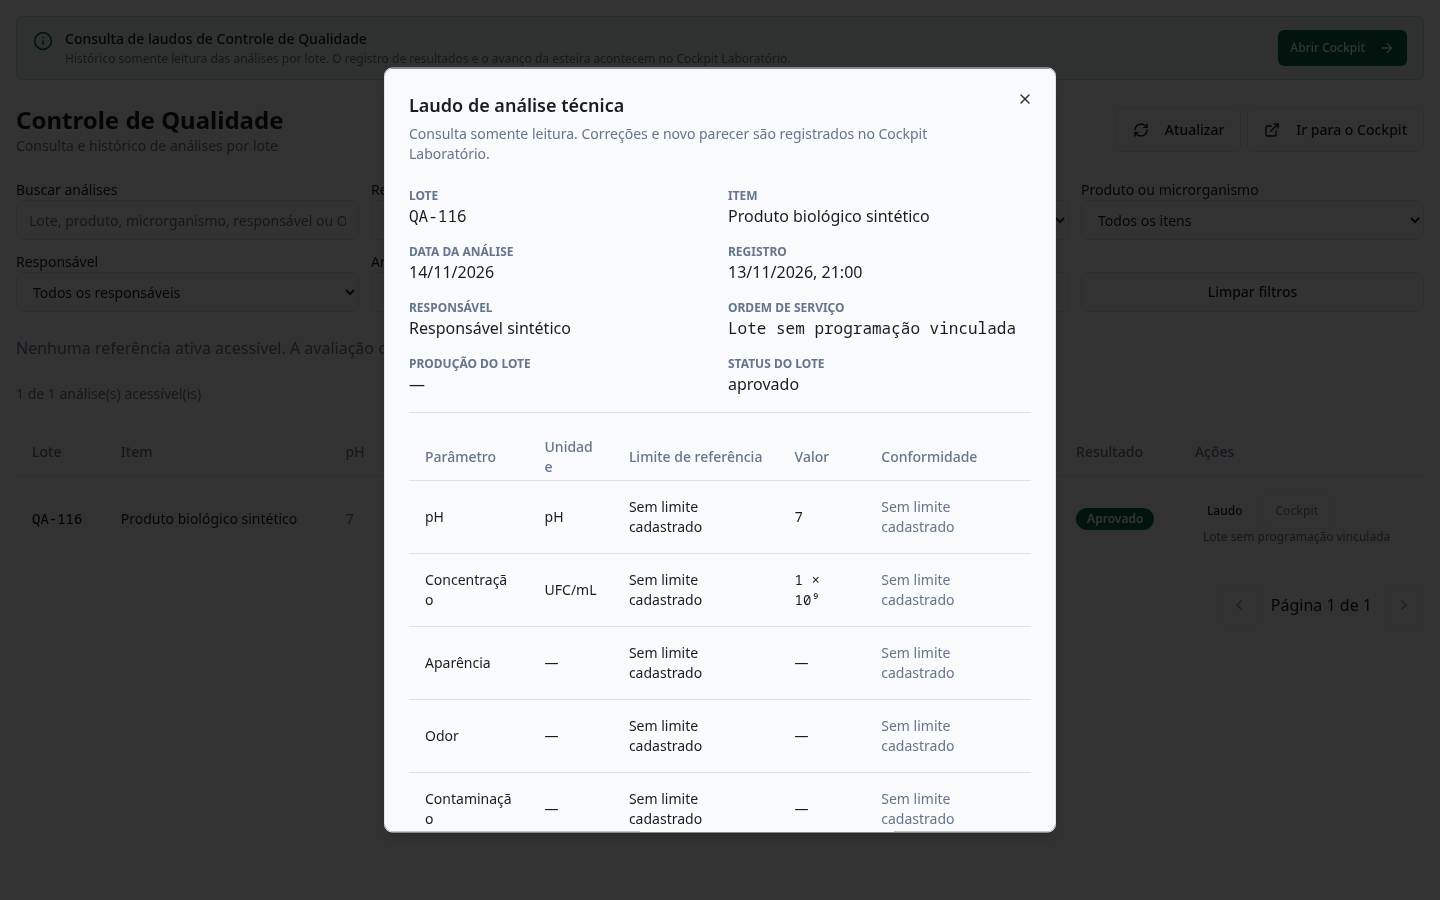 Consulta de laudos de Controle de Qualidade
Histórico somente leitura das análises por lote. O registro de resultados e o avanço da esteira acontecem no Cockpit Laboratório.
Abrir Cockpit
Controle de Qualidade
Consulta e histórico de análises por lote
Atualizar
Ir para o Cockpit
Buscar análises
Produto ou microrganismo
Lote, produto, microrganismo, responsável ou O
Todos os itens
Responsável
Todos os responsáveis
Limpar filtros
Nenhuma referência ativa acessível. A avaliação
1 de 1 análise(s) acessível(is)
Lote Item pH Resultado Ações
QA-116 Produto biológico sintético 7 Aprovado Laudo Cockpit
Lote sem programação vinculada
Página 1 de 1
Laudo de análise técnica
Consulta somente leitura. Correções e novo parecer são registrados no Cockpit
Laboratório.
LOTE ITEM
QA-116 Produto biológico sintético
DATA DA ANÁLISE REGISTRO
14/11/2026 13/11/2026, 21:00
RESPONSÁVEL ORDEM DE SERVIÇO
Responsável sintético Lote sem programação vinculada
PRODUÇÃO DO LOTE STATUS DO LOTE
— aprovado
Parâmetro Unidad
e Limite de referência Valor Conformidade
pH pH Sem limite
cadastrado 7 Sem limite
cadastrado
Concentraçã
o UFC/mL Sem limite
cadastrado 1 ×
10⁹ Sem limite
cadastrado
Aparência — Sem limite
cadastrado — Sem limite
cadastrado
Odor — Sem limite
cadastrado — Sem limite
cadastrado
Contaminaçã
o — Sem limite
cadastrado — Sem limite
cadastrado